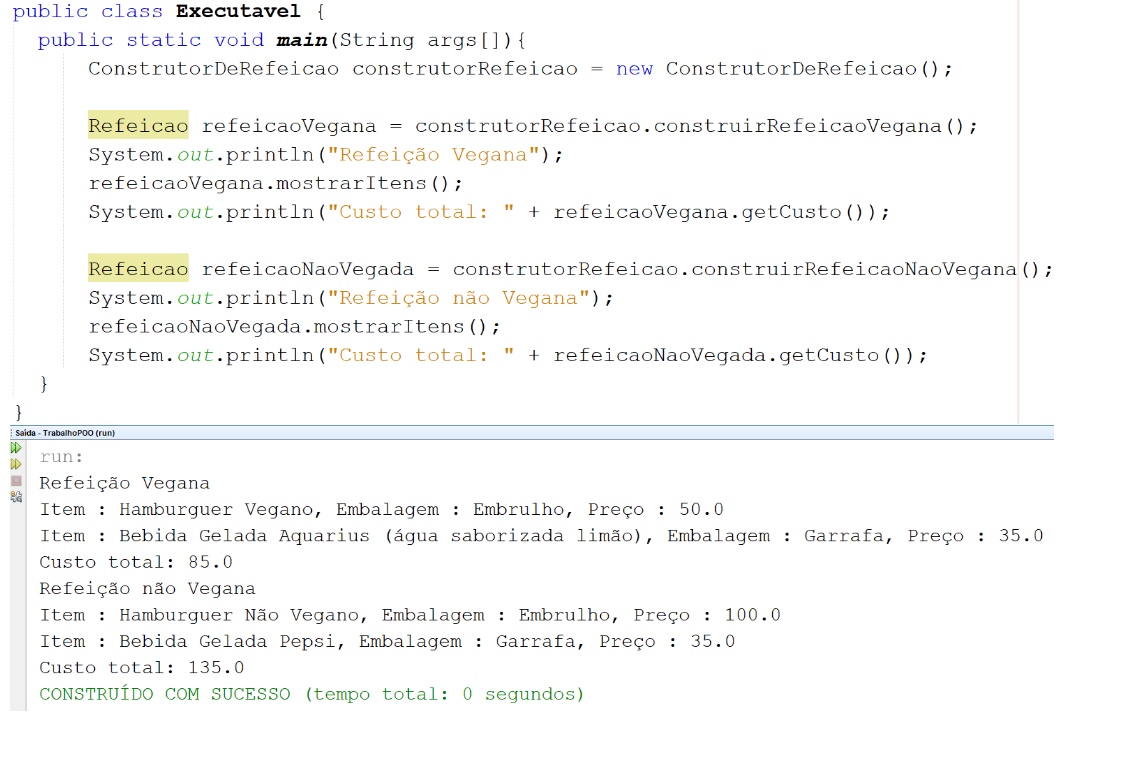 public class Executavel {
public static void main(String args[]){
ConstrutorDeRefeicao construtorRefeicao = new ConstrutorDeRefeicao();
Refeicao refeicaoVegana = construtorRefeicao.construirRefeicaoVegana();
System.out.println("Refeição Vegana");
refeicaoVegana.mostrarItens();
System.out.println("Custo total: " + refeicaoVegana.getCusto());
Refeicao refeicaoNaoVegada = construtorRefeicao.construirRefeicaoNaoVegana();
System.out.println("Refeição não Vegana");
refeicaoNaoVegada.mostrarItens();
System.out.println("Custo total: " + refeicaoNaoVegada.getCusto());
}
}
Saída - TrabalhoPOO (run)
run:
Refeição Vegana
Item : Hamburguer Vegano, Embalagem : Embrulho, Preço : 50.0
Item : Bebida Gelada Aquarius (água saborizada limão), Embalagem : Garrafa, Preço : 35.0
Custo total: 85.0
Refeição não Vegana
Item : Hamburguer Não Vegano, Embalagem : Embrulho, Preço : 100.0
Item : Bebida Gelada Pepsi, Embalagem : Garrafa, Preço : 35.0
Custo total: 135.0
CONSTRUÍDO COM SUCESSO (tempo total: 0 segundos)